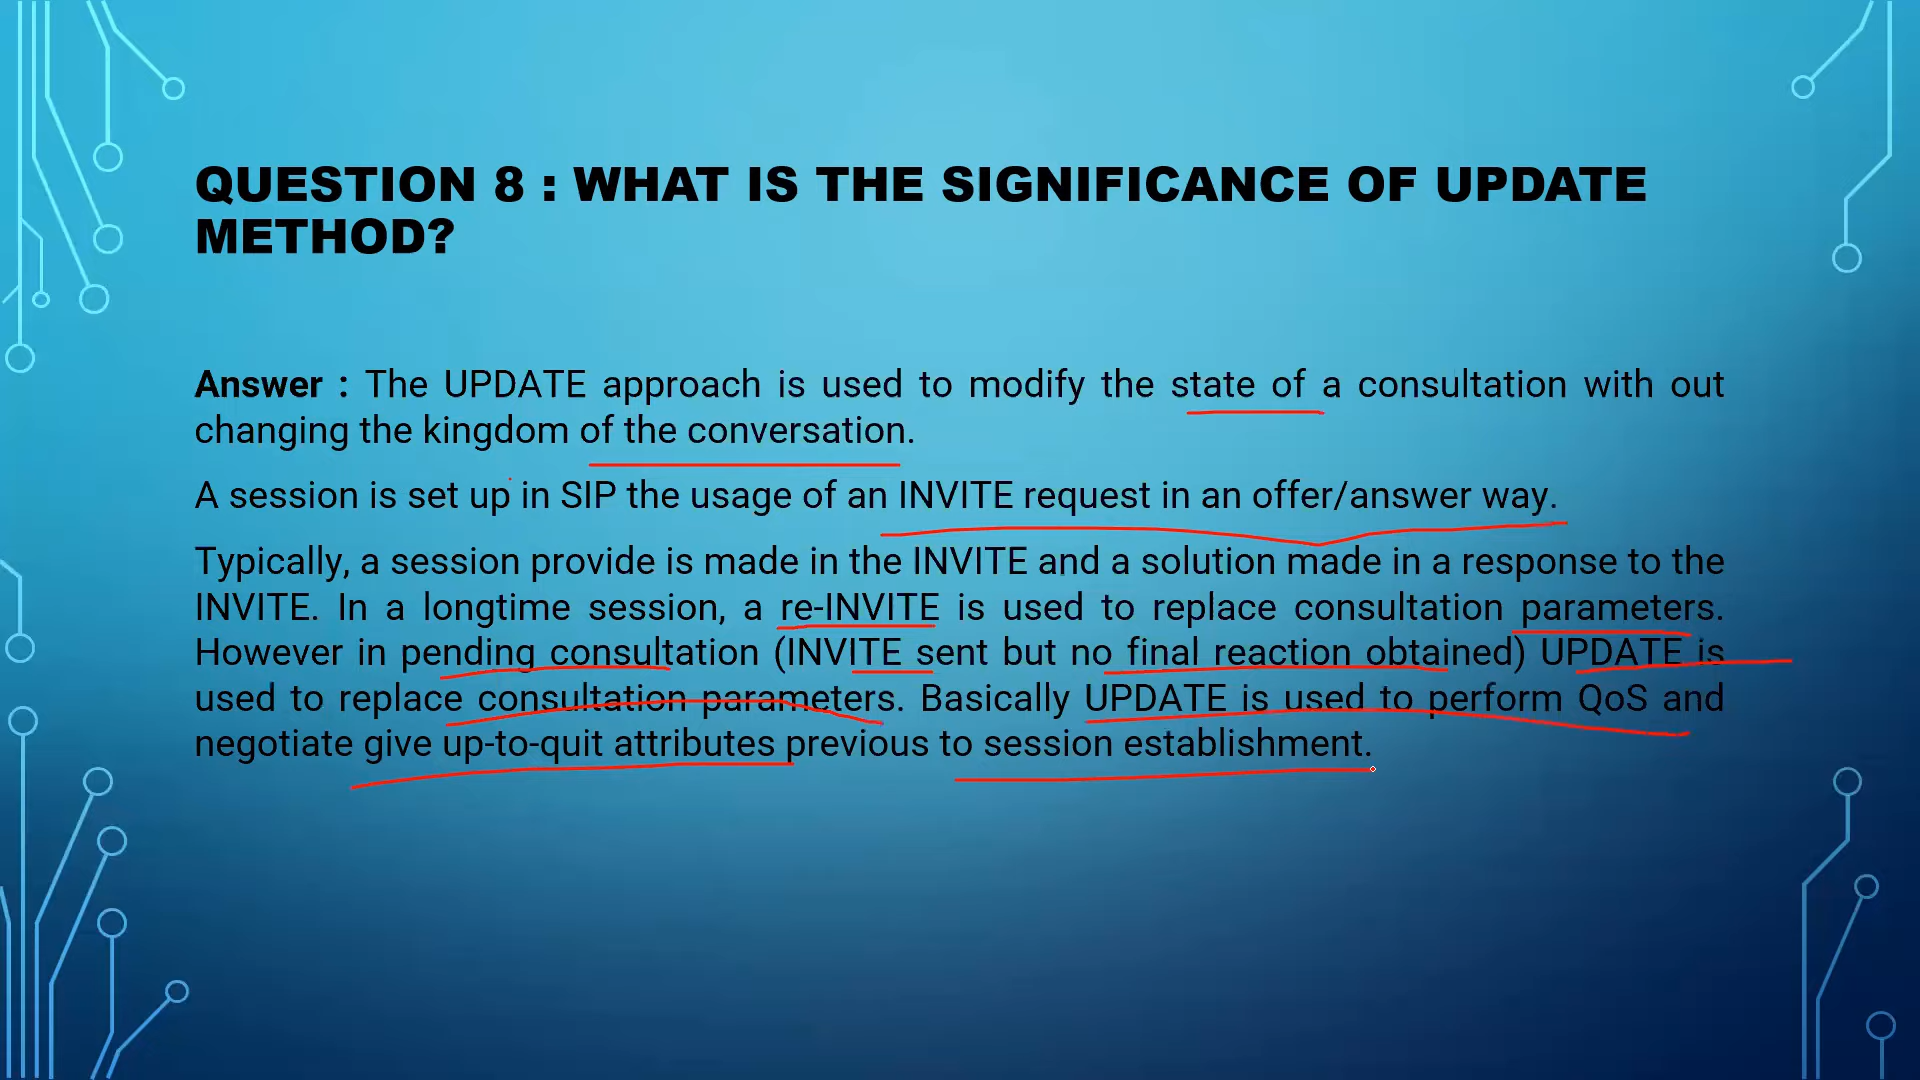 QUESTION 8 : WHAT IS THE SIGNIFICANCE OF UPDATE
METHOD?
Answer : The UPDATE approach is used to modify the state of a consultation with out
changing the kingdom of the conversation.
A session is set up in SIP the usage of an INVITE request in an offer/answer way.
Typically, a session provide is made in the INVITE and a solution made in a response to the
INVITE. In a longtime session, a re-INVITE is used to replace consultation parameters.
However in pending consultation (INVITE sent but no final reaction obtained) UPDATE is
used to replace consultation parameters. Basically UPDATE is used to perform QoS and
negotiate give up-to-quit attributes previous to session establishment.